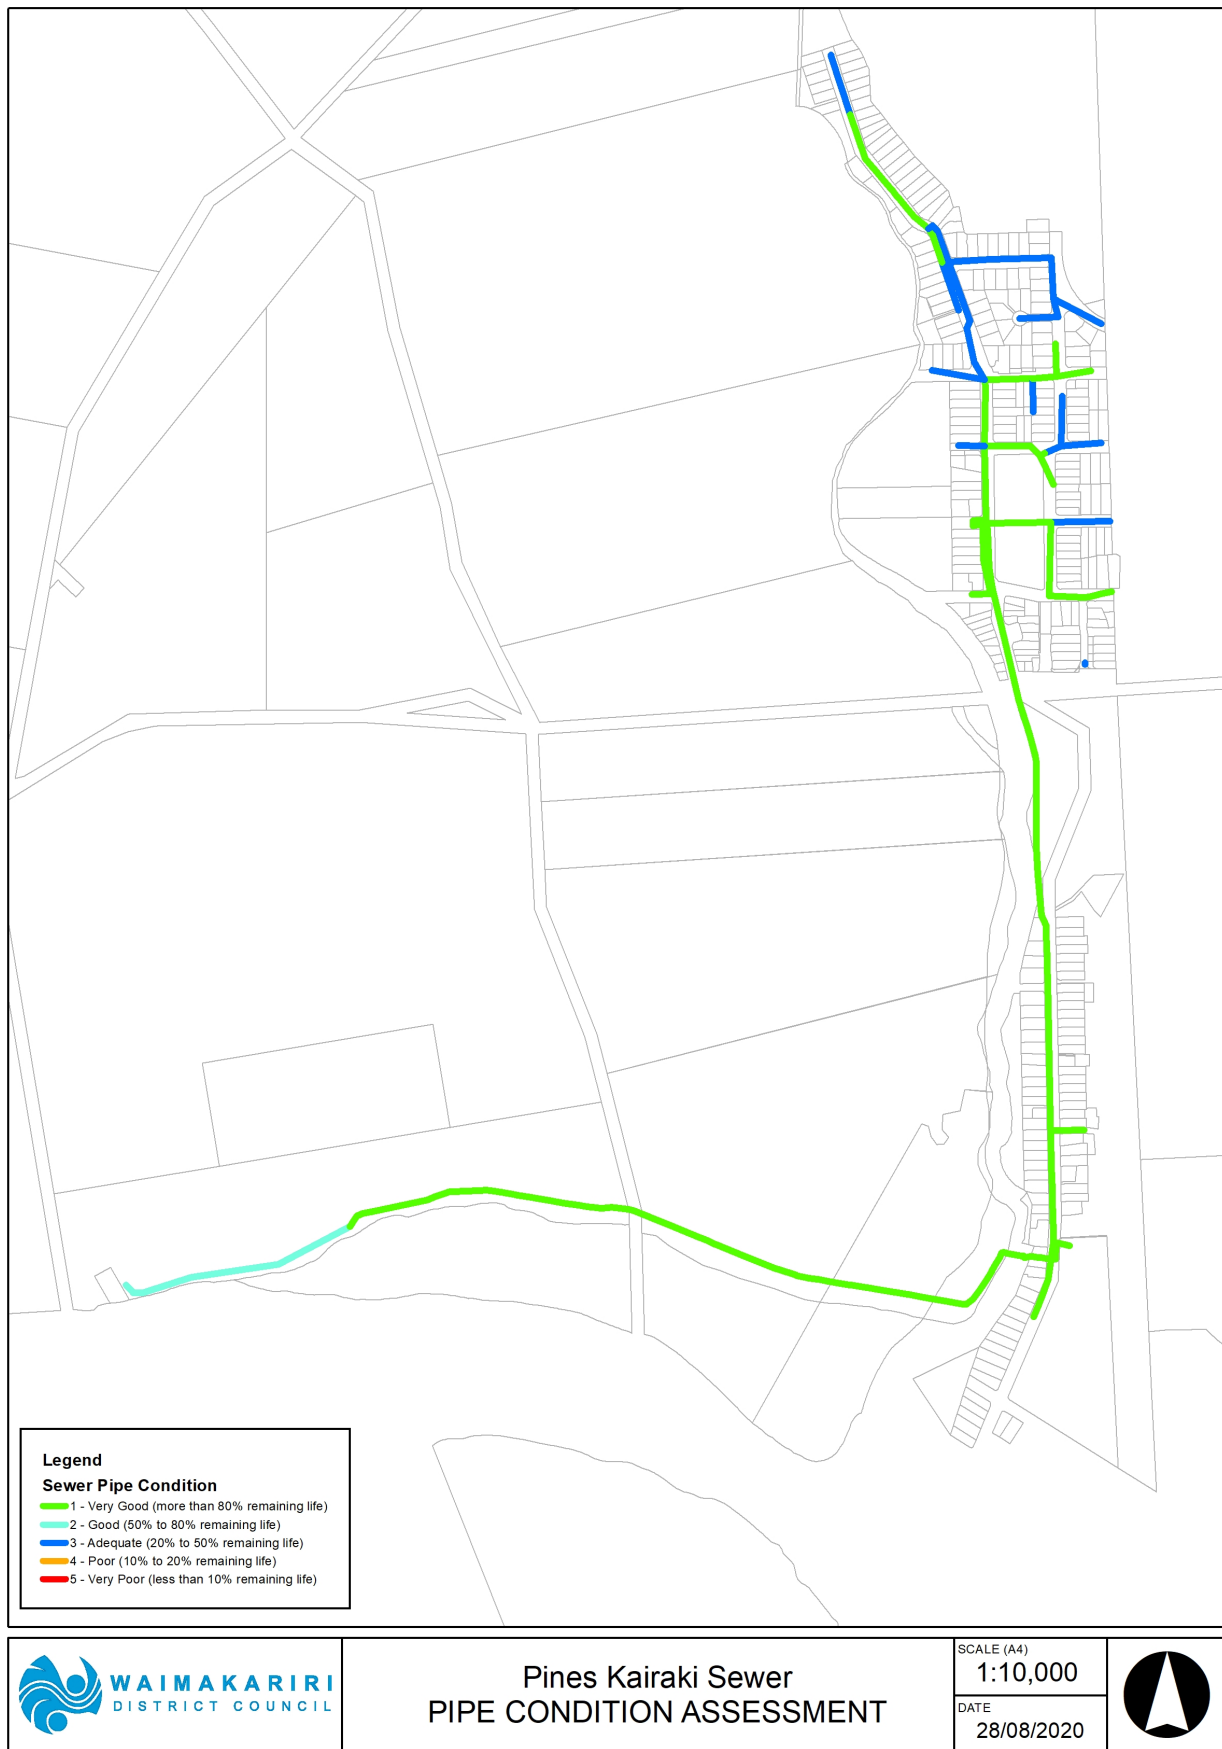 Legend
Sewer Pipe Condition
1 - Very Good (more than 80% remaining life)
2 - Good (50% to 80% remaining life)
3 - Adequate (20% to 50% remaining life)
4 - Poor (10% to 20% remaining life)
5 - Very Poor (less than 10% remaining life)
WAIMAKARIRI
DISTRICT COUNCIL
Pines Kairaki Sewer
PIPE CONDITION ASSESSMENT
SCALE (A4)
1:10,000
DATE
28/08/2020